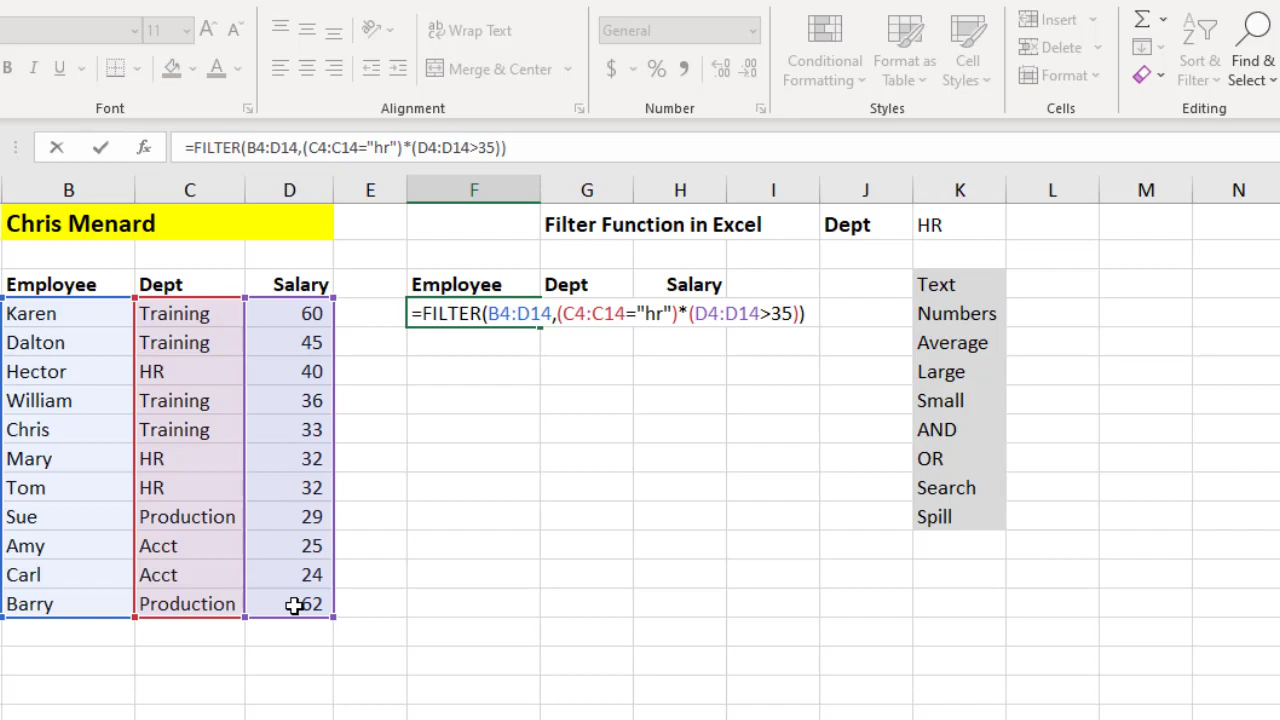 11 A A ab Wrap Text General Insert Σ
B I U A Merge & Center $ % Conditional Formatting Format as Table Cell Styles Delete Format Sort & Filter Find & Select
Font Alignment Number Styles Cells Editing
fx =FILTER(B4:D14,(C4:C14="hr")*(D4:D14>35))
B C D E F G H I J K L M N
Chris Menard Filter Function in Excel Dept HR
Employee Dept Salary Employee Dept Salary Text
Karen Training 60 =FILTER(B4:D14,(C4:C14="hr")*(D4:D14>35)) Numbers
Dalton Training 45 Average
Hector HR 40 Large
William Training 36 Small
Chris Training 33 AND
Mary HR 32 OR
Tom HR 32 Search
Sue Production 29 Spill
Amy Acct 25
Carl Acct 24
Barry Production 62